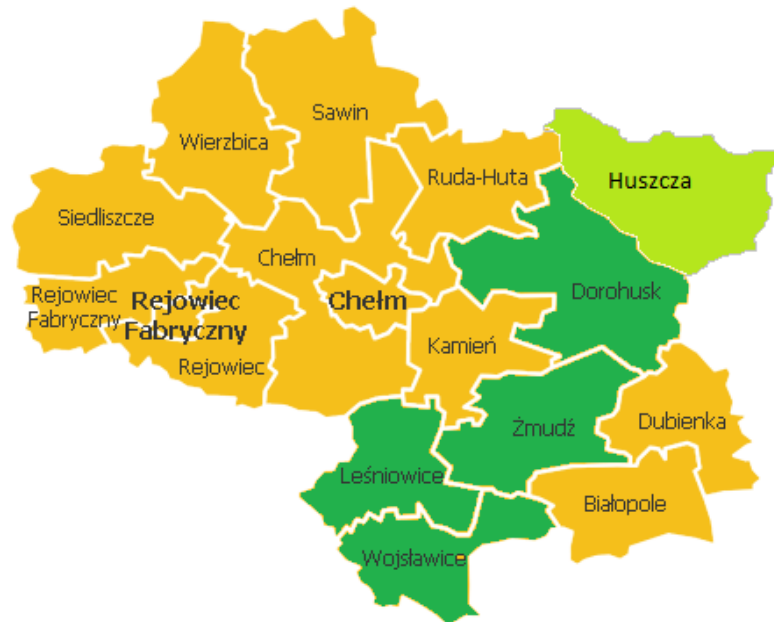 Sawin
Wierzbica
Ruda-Huta
Huszcza
Siedliszcze
Chełm
Rejowiec
Fabryczny
Rejowiec
Fabryczny
Chełm
Dorohusk
Kamień
Rejowiec
Dubienka
Żmudź
Leśniowice
Białopole
Wojsławice